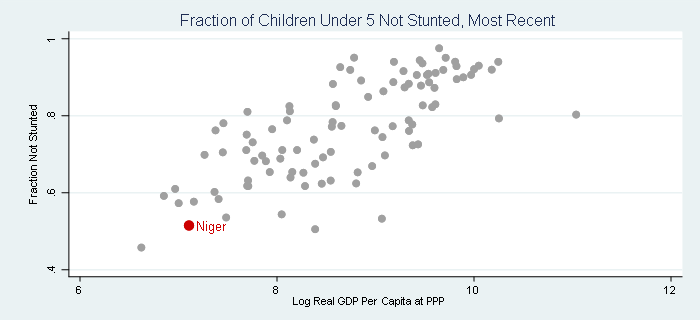 Fraction of Children Under 5 Not Stunted, Most Recent
1
.8
.6
.4
Fraction Not Stunted
Niger
6 8 10 12
Log Real GDP Per Capita at PPP